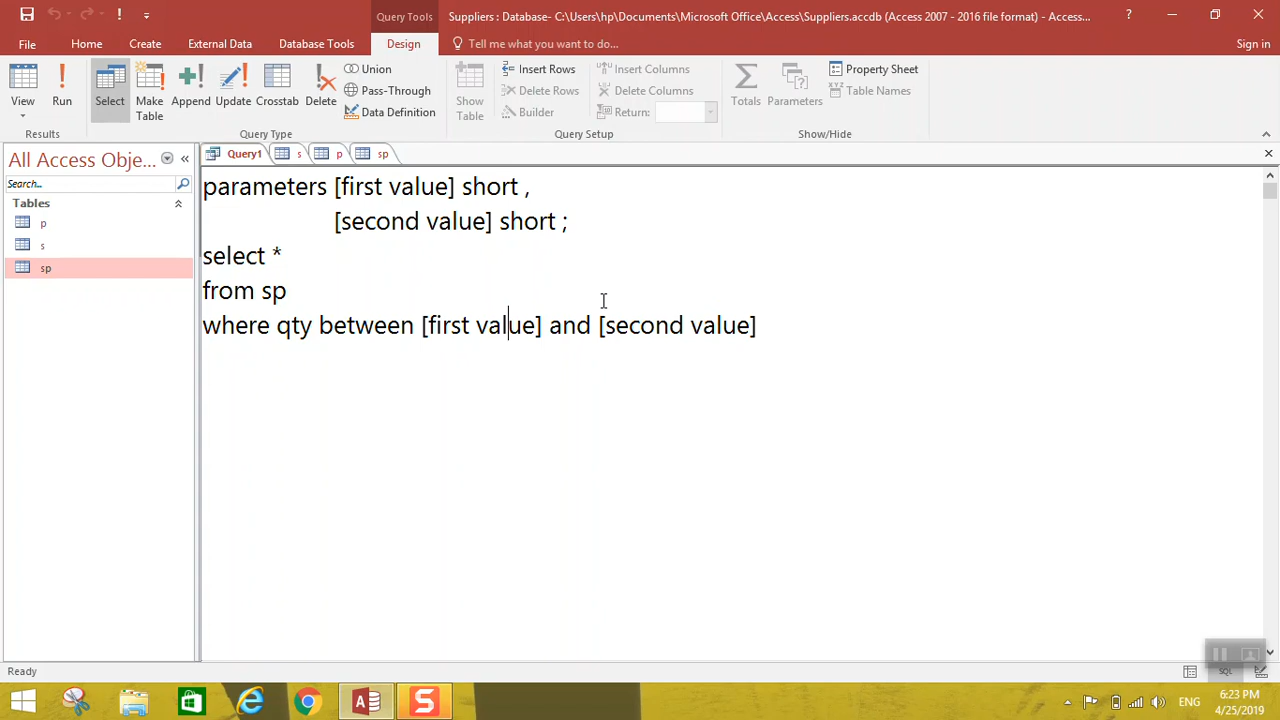 Query Tools
Suppliers : Database- C:\Users\hp\Documents\Microsoft Office\Access\Suppliers.accdb (Access 2007 - 2016 file format) - Access...
File Home Create External Data Database Tools Design Tell me what you want to do... Sign in
View
Run
Select
Make Table
Append
Update
Crosstab
Delete
Union
Pass-Through
Data Definition
Show Table
Insert Rows
Delete Rows
Builder
Insert Columns
Delete Columns
Return:
Totals
Parameters
Property Sheet
Table Names
Results
Query Type
Query Setup
Show/Hide
All Access Obje...
Search...
Tables
p
s
sp
Query1 s p sp
parameters [first value] short ,
[second value] short ;
select *
from sp
where qty between [first value] and [second value]
Ready
SQL
ENG
6:23 PM
4/25/2019